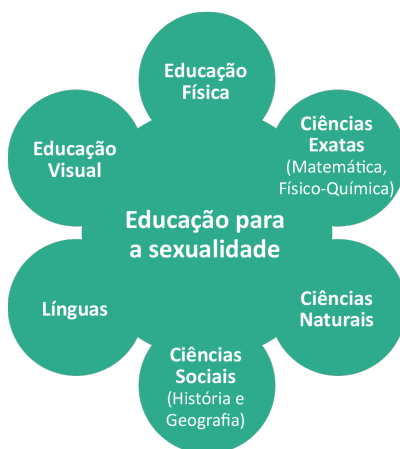 Educação
Física
Ciências
Exatas
(Matemática,
Físico-Química)
Educação
Visual
Educação para
a sexualidade
Línguas
Ciências
Naturais
Ciências
Sociais
(História e
Geografia)